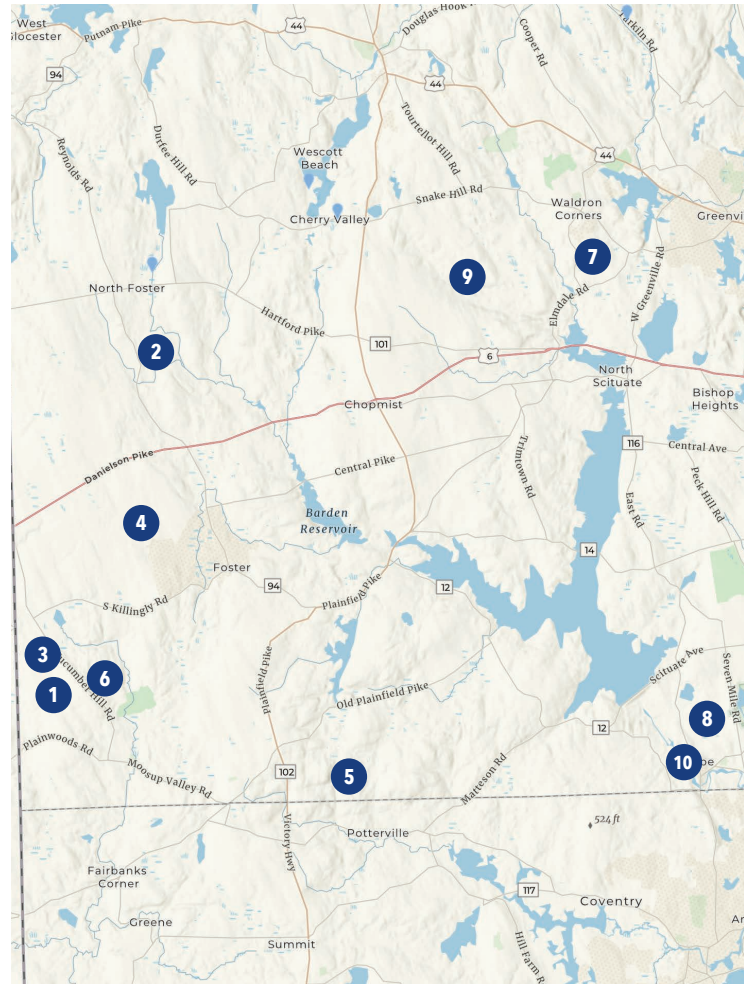 West
Glocester
Putnam Pike
44
Douglas Hook
Cooper Rd
Tarkiln Rd
94
44
Reynolds Rd
Durfee Hill Rd
Tourtellot Hill Rd
Wescott
Beach
44
Snake Hill Rd
Waldron
Corners
Cherry Valley
Greenvi
7
9
W Greenville Rd
North Foster
Elmdale Rd
Hartford Pike
101
2
6
North
Scituate
Bishop
Heights
Chopmist
116
Central Ave
Danielson Pike
Central Pike
Trimtown Rd
Peck Hill Rd
East Rd
4
Barden
Reservoir
14
Foster
94
12
Plainfield Pike
S Killingly Rd
3
ucumber Hill Rd
6
1
Plainfield Pike
Scituate Ave
Seven Mile Rd
Old Plainfield Pike
8
12
Plainwoods Rd
Moosup Valley Rd
102
5
Matteson Rd
10
pe
524 ft
Victory Hwy
Potterville
Fairbanks
Corner
117
Coventry
Greene
Ar
Summit
Hill Farm R